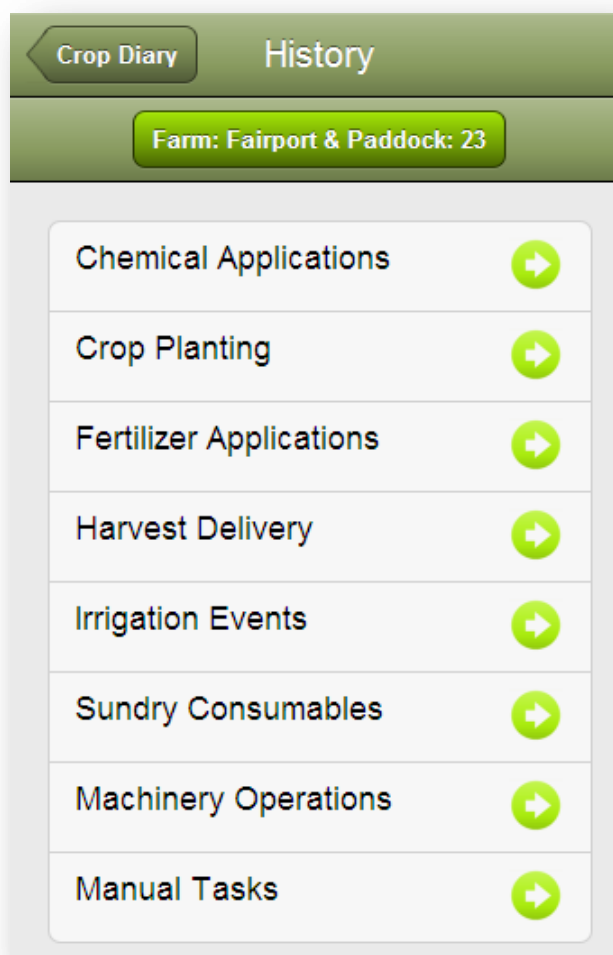 Crop Diary History
Farm: Fairport & Paddock: 23
Chemical Applications
Crop Planting
Fertilizer Applications
Harvest Delivery
Irrigation Events
Sundry Consumables
Machinery Operations
Manual Tasks